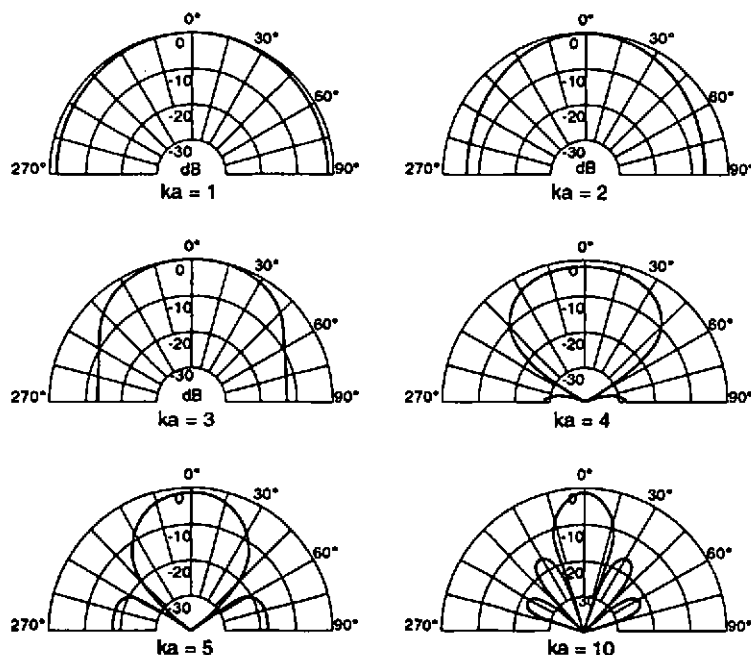 0° 0°
0 30° 0 30°
-10 60° -10 60°
-20 -20
-30 -30
270° dB 90° 270° dB 90°
ka = 1 ka = 2
0° 0°
0 30° 0 30°
-10 60° -10 60°
-20 -20
-30 -30
270° dB 90° 270° 90°
ka = 3 ka = 4
0° 0°
0 30° 0 30°
-10 60° -10 60°
-20 -20
-30 -30
270° 90° 270° 90°
ka = 5 ka = 10